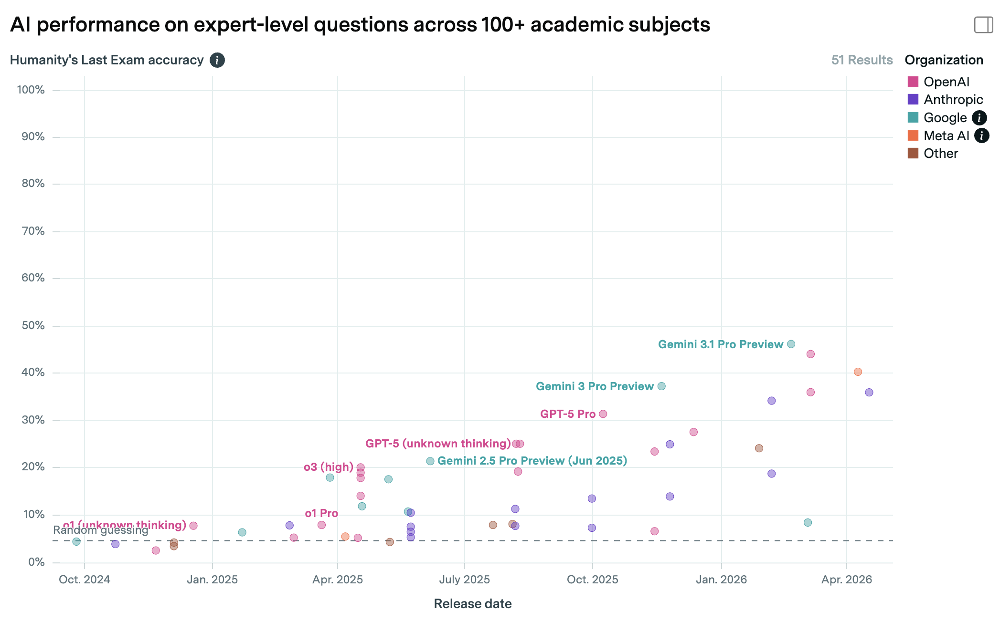 AI performance on expert-level questions across 100+ academic subjects
Humanity's Last Exam accuracy i
51 Results
Organization
OpenAI
Anthropic
Google i
Meta AI i
Other
100%
90%
80%
70%
60%
50%
40%
30%
20%
10%
0%
Gemini 3.1 Pro Preview
Gemini 3 Pro Preview
GPT-5 Pro
GPT-5 (unknown thinking)
Gemini 2.5 Pro Preview (Jun 2025)
o3 (high)
o1 Pro
o1 (unknown thinking)
Random guessing
Oct. 2024
Jan. 2025
Apr. 2025
July 2025
Oct. 2025
Jan. 2026
Apr. 2026
Release date